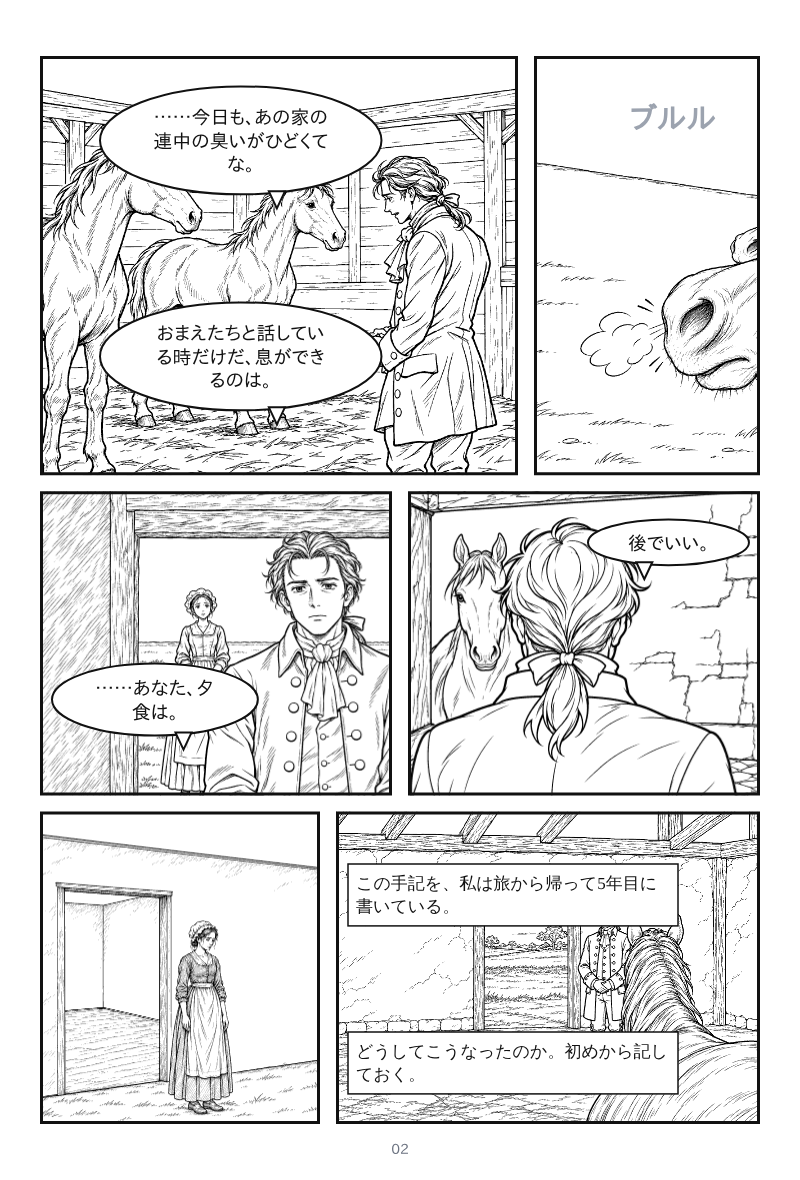 ……今日も、あの家の
連中の臭いがひどくて
な。
おまえたちと話してい
る時だけだ、息ができ
るのは。
ブルル
……あなた、夕
食は。
後でいい。
この手記を、私は旅から帰って5年目に
書いている。
どうしてこうなったのか。初めから記し
ておく。
02